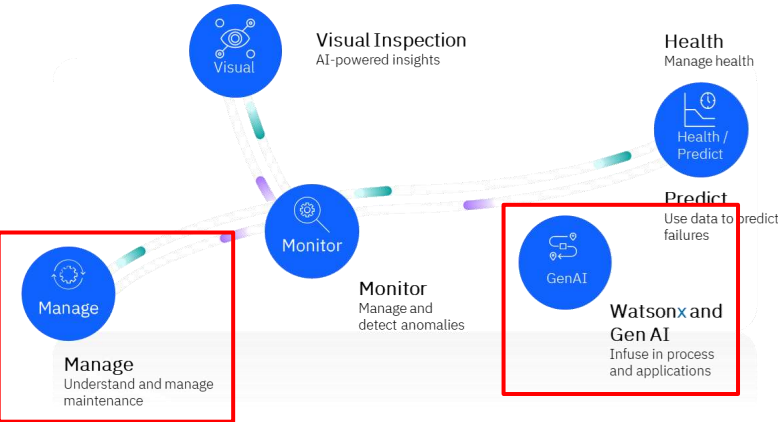 Visual
Visual Inspection
AI-powered insights
Health
Manage health
Health /
Predict
Predict
Use data to predict
failures
Monitor
Monitor
Manage and
detect anomalies
GenAI
Watsonx and
Gen AI
Infuse in process
and applications
Manage
Manage
Understand and manage
maintenance